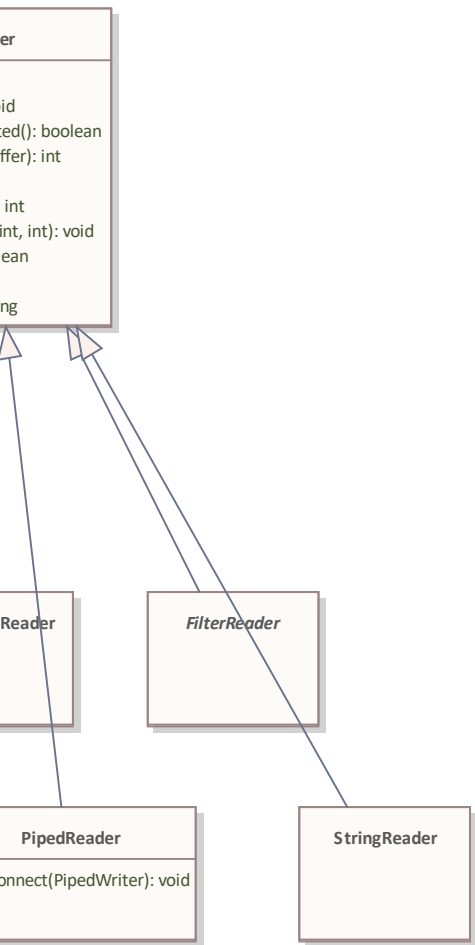 er
id
ed(): boolean
ffer): int
int
int, int): void
ean
ng
Reader
FilterReader
PipedReader
onnect(PipedWriter): void
StringReader